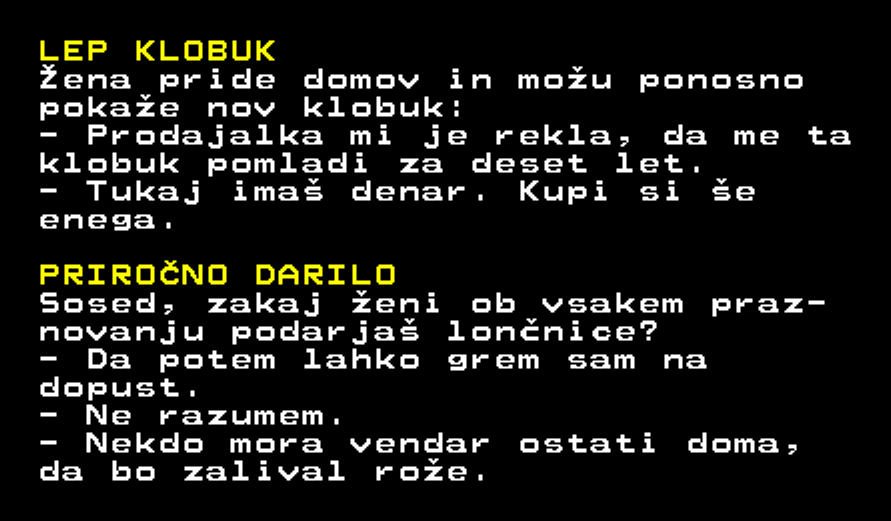 LEP KLOBUK
Žena pride domov in možu ponosno
pokaže nov klobuk:
- Prodajalka mi je rekla, da me ta
klobuk pomladi za deset let.
- Tukaj imaš denar. Kupi si še
enega.
PRIROČNO DARILO
Sosed, zakaj ženi ob vsakem praz-
novanju podarjaš lončnice?
- Da potem lahko grem sam na
dopust.
- Ne razumem.
- Nekdo mora vendar ostati doma,
da bo zalival rože.